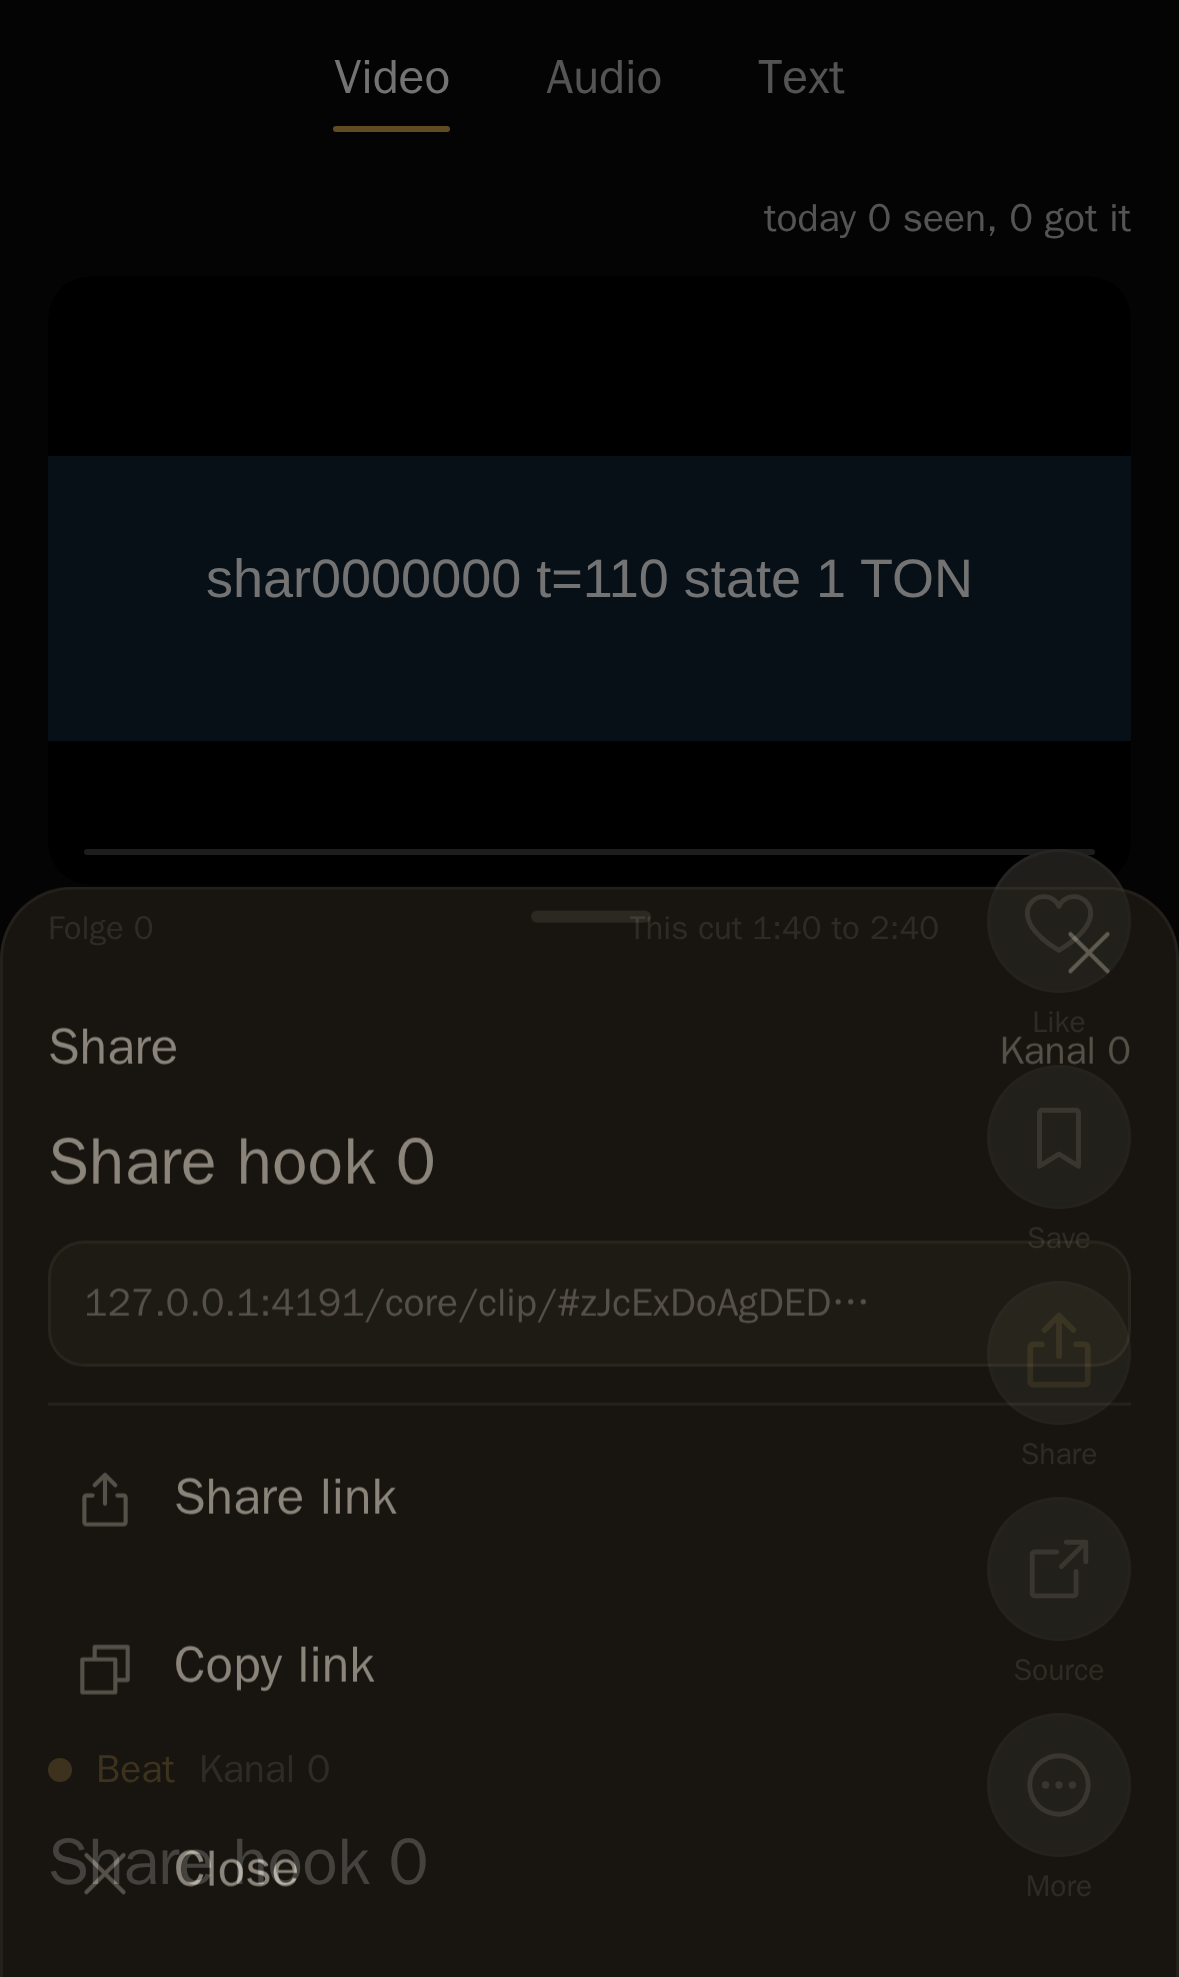 Video Audio Text
today 0 seen, 0 got it
shar0000000 t=110 state 1 TON
Folge 0 This cut 1:40 to 2:40
Like
Share Kanal 0
Share hook 0
Save
127.0.0.1:4191/core/clip/#zJcExDoAgDED···
Share
Share link
Copy link
Source
Beat Kanal 0
Share hook 0
Close
More